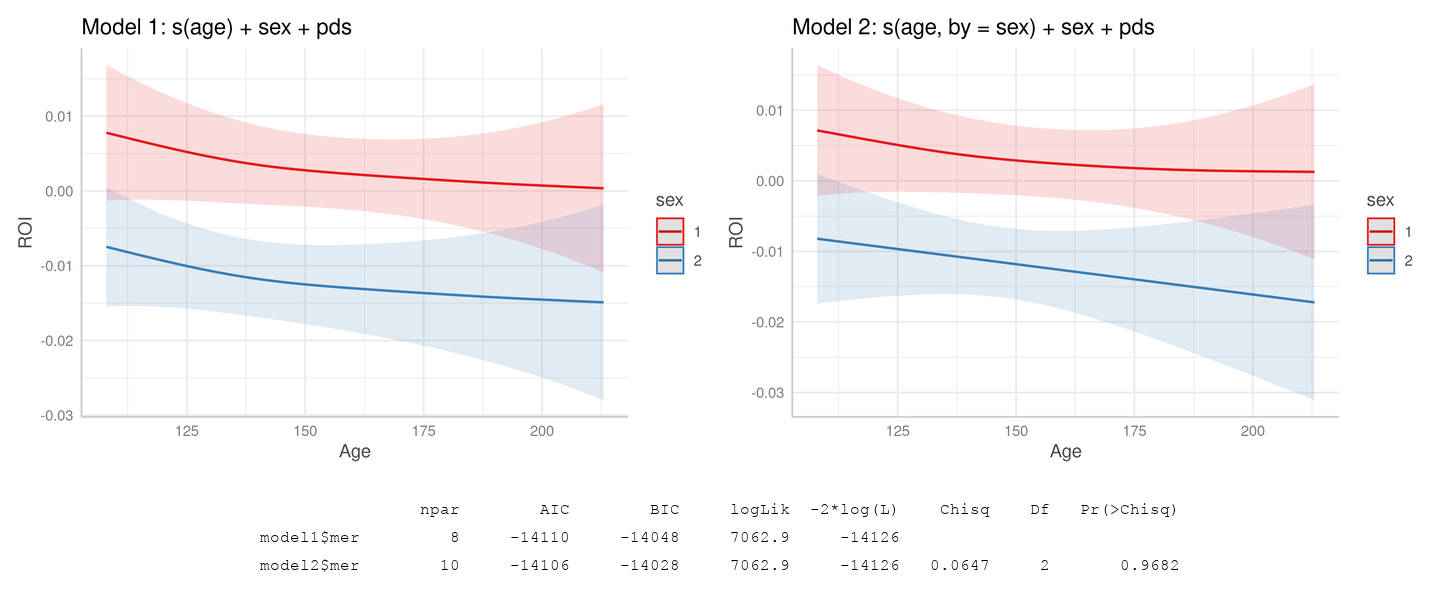 Model 1: s(age) + sex + pds
0.01
0.00
-0.01
-0.02
-0.03
ROI
125 150 175 200
Age
sex
1
2
Model 2: s(age, by = sex) + sex + pds
0.01
0.00
-0.01
-0.02
-0.03
ROI
125 150 175 200
Age
sex
1
2
npar AIC BIC logLik -2*log(L) Chisq Df Pr(>Chisq)
model1$mer 8 -14110 -14048 7062.9 -14126
model2$mer 10 -14106 -14028 7062.9 -14126 0.0647 2 0.9682